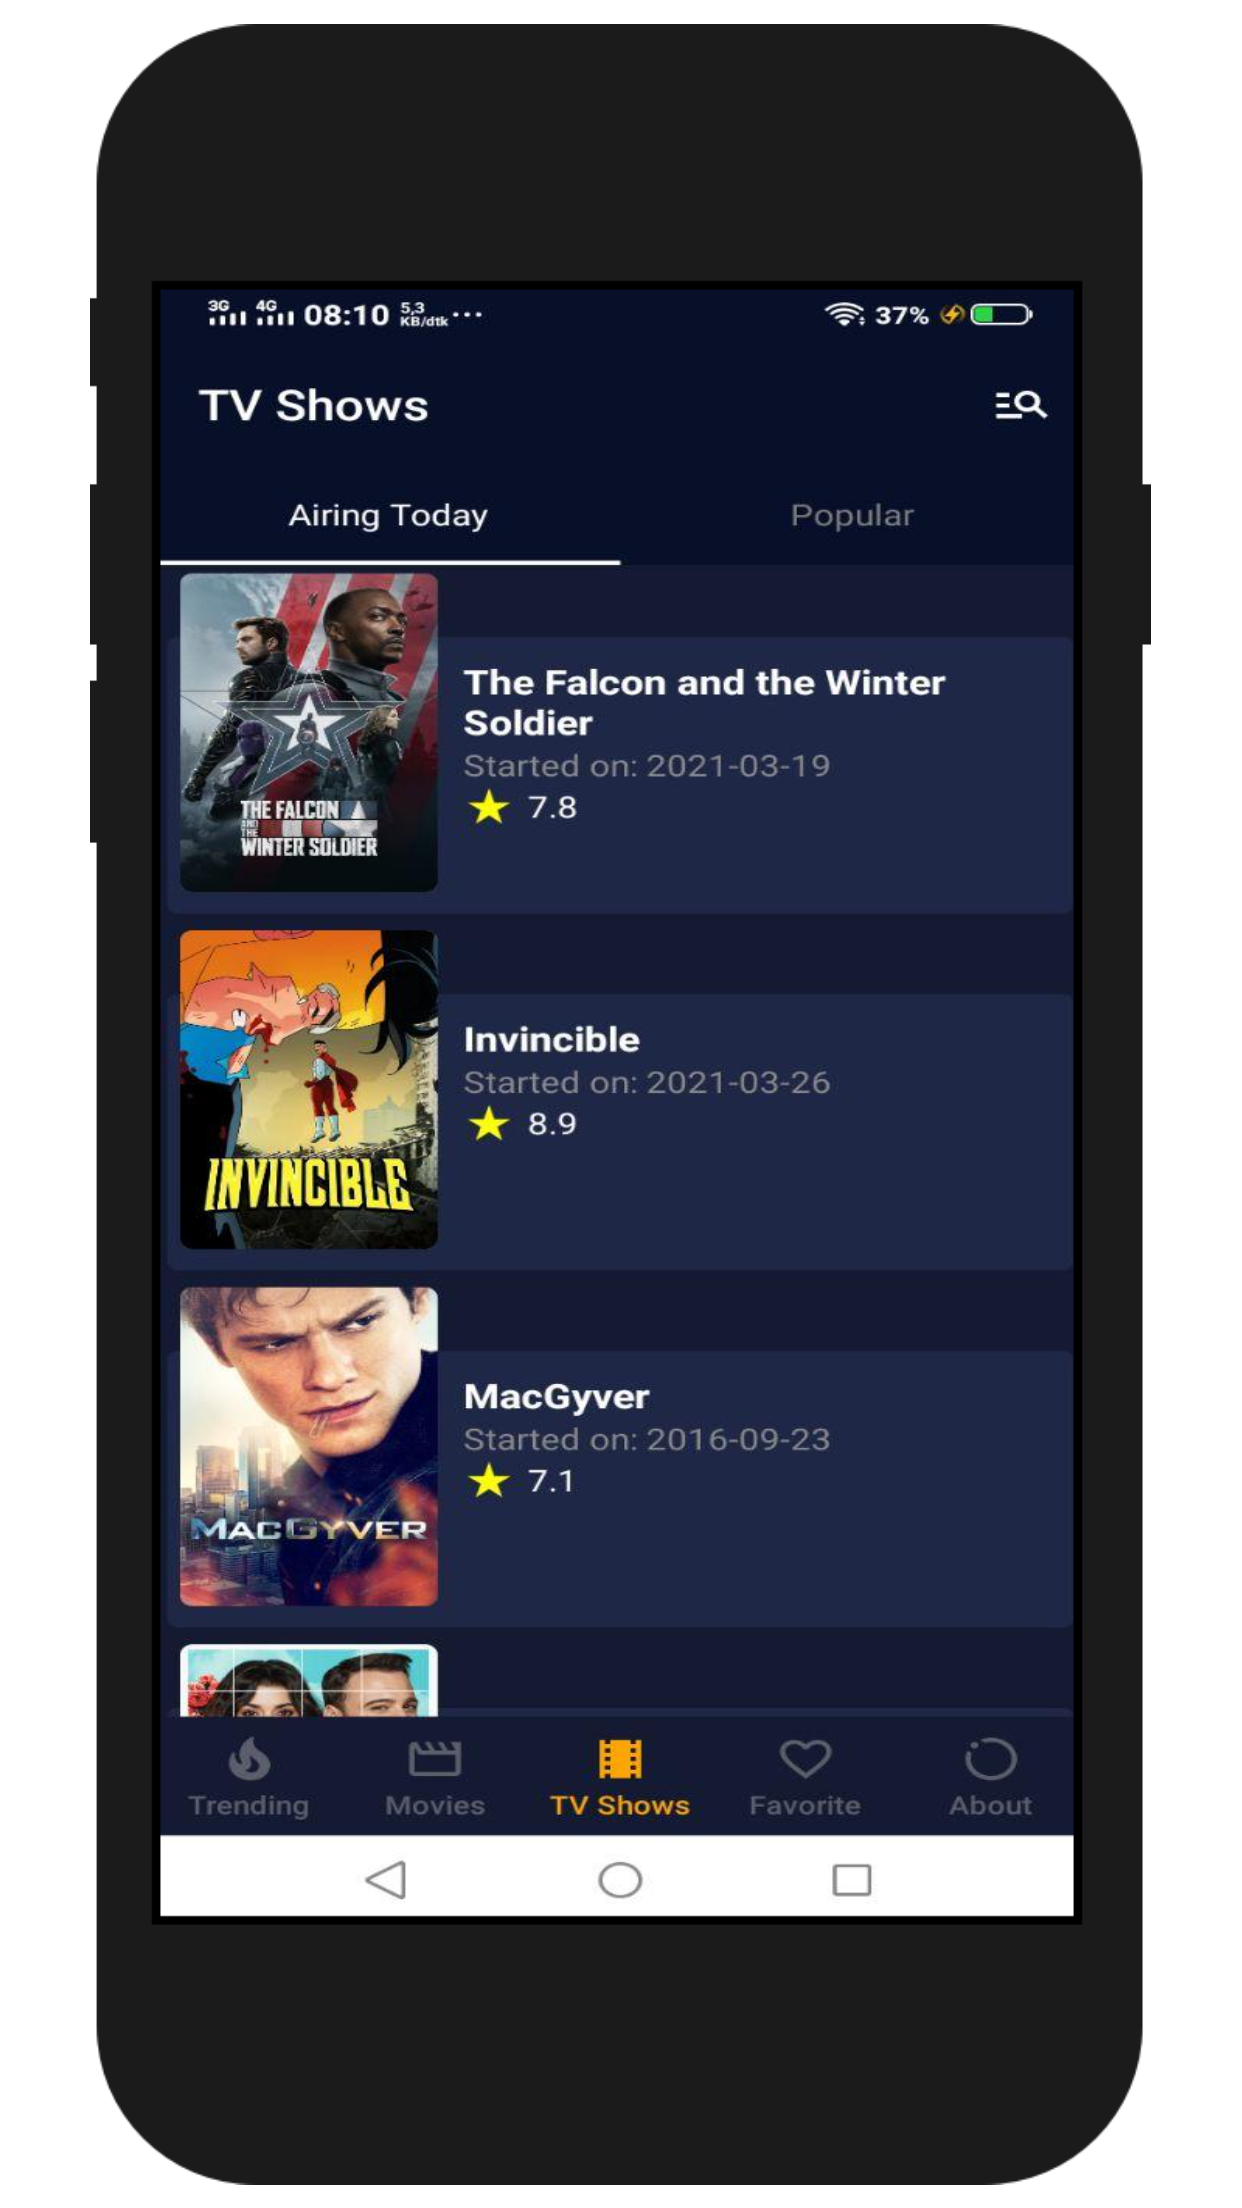 3G 4G 08:10 5,3 KB/dtk ...
37%
TV Shows
Airing Today Popular
THE FALCON
AND THE
WINTER SOLDIER
The Falcon and the Winter
Soldier
Started on: 2021-03-19
7.8
INVINCIBLE
Invincible
Started on: 2021-03-26
8.9
MACGYVER
MacGyver
Started on: 2016-09-23
7.1
Trending Movies TV Shows Favorite About